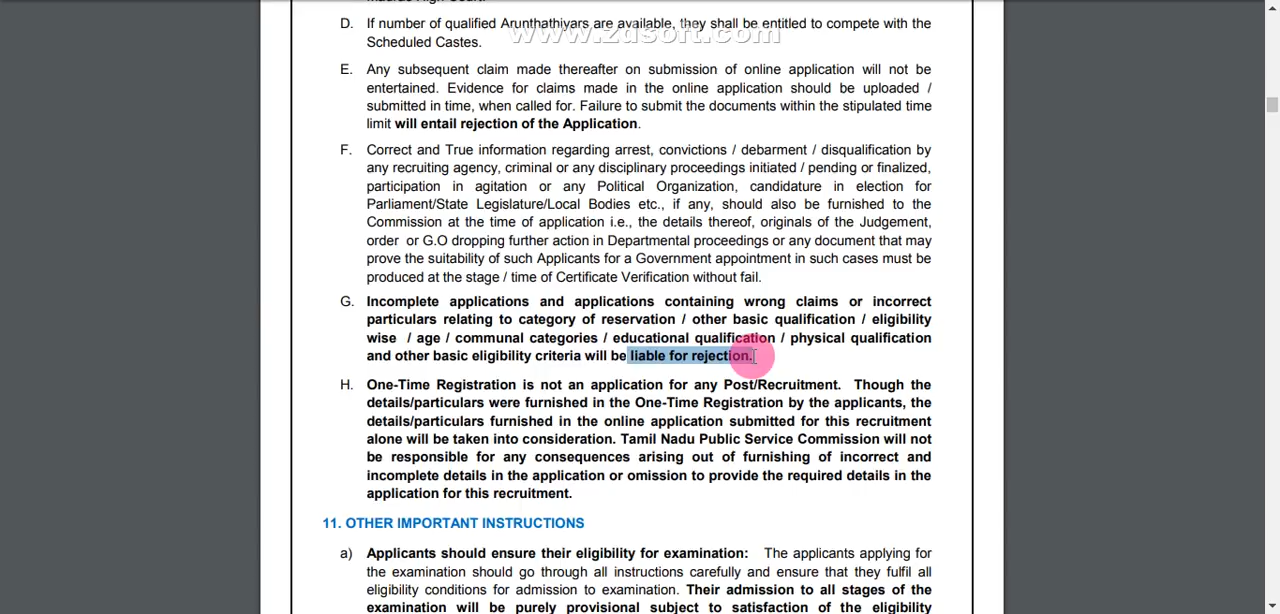 D. If number of qualified Arunthathiyars are available, they shall be entitled to compete with the
www.zdsoft.com
Scheduled Castes.
E. Any subsequent claim made thereafter on submission of online application will not be
entertained. Evidence for claims made in the online application should be uploaded /
submitted in time, when called for. Failure to submit the documents within the stipulated time
limit will entail rejection of the Application.
F. Correct and True information regarding arrest, convictions / debarment / disqualification by
any recruiting agency, criminal or any disciplinary proceedings initiated / pending or finalized,
participation in agitation or any Political Organization, candidature in election for
Parliament/State Legislature/Local Bodies etc., if any, should also be furnished to the
Commission at the time of application i.e., the details thereof, originals of the Judgement,
order or G.O dropping further action in Departmental proceedings or any document that may
prove the suitability of such Applicants for a Government appointment in such cases must be
produced at the stage / time of Certificate Verification without fail.
G. Incomplete applications and applications containing wrong claims or incorrect
particulars relating to category of reservation / other basic qualification / eligibility
wise / age / communal categories / educational qualification / physical qualification
and other basic eligibility criteria will be liable for rejection.
H. One-Time Registration is not an application for any Post/Recruitment. Though the
details/particulars were furnished in the One-Time Registration by the applicants, the
details/particulars furnished in the online application submitted for this recruitment
alone will be taken into consideration. Tamil Nadu Public Service Commission will not
be responsible for any consequences arising out of furnishing of incorrect and
incomplete details in the application or omission to provide the required details in the
application for this recruitment.
11. OTHER IMPORTANT INSTRUCTIONS
a) Applicants should ensure their eligibility for examination: The applicants applying for
the examination should go through all instructions carefully and ensure that they fulfil all
eligibility conditions for admission to examination. Their admission to all stages of the
examination will be purely provisional subject to satisfaction of the eligibility